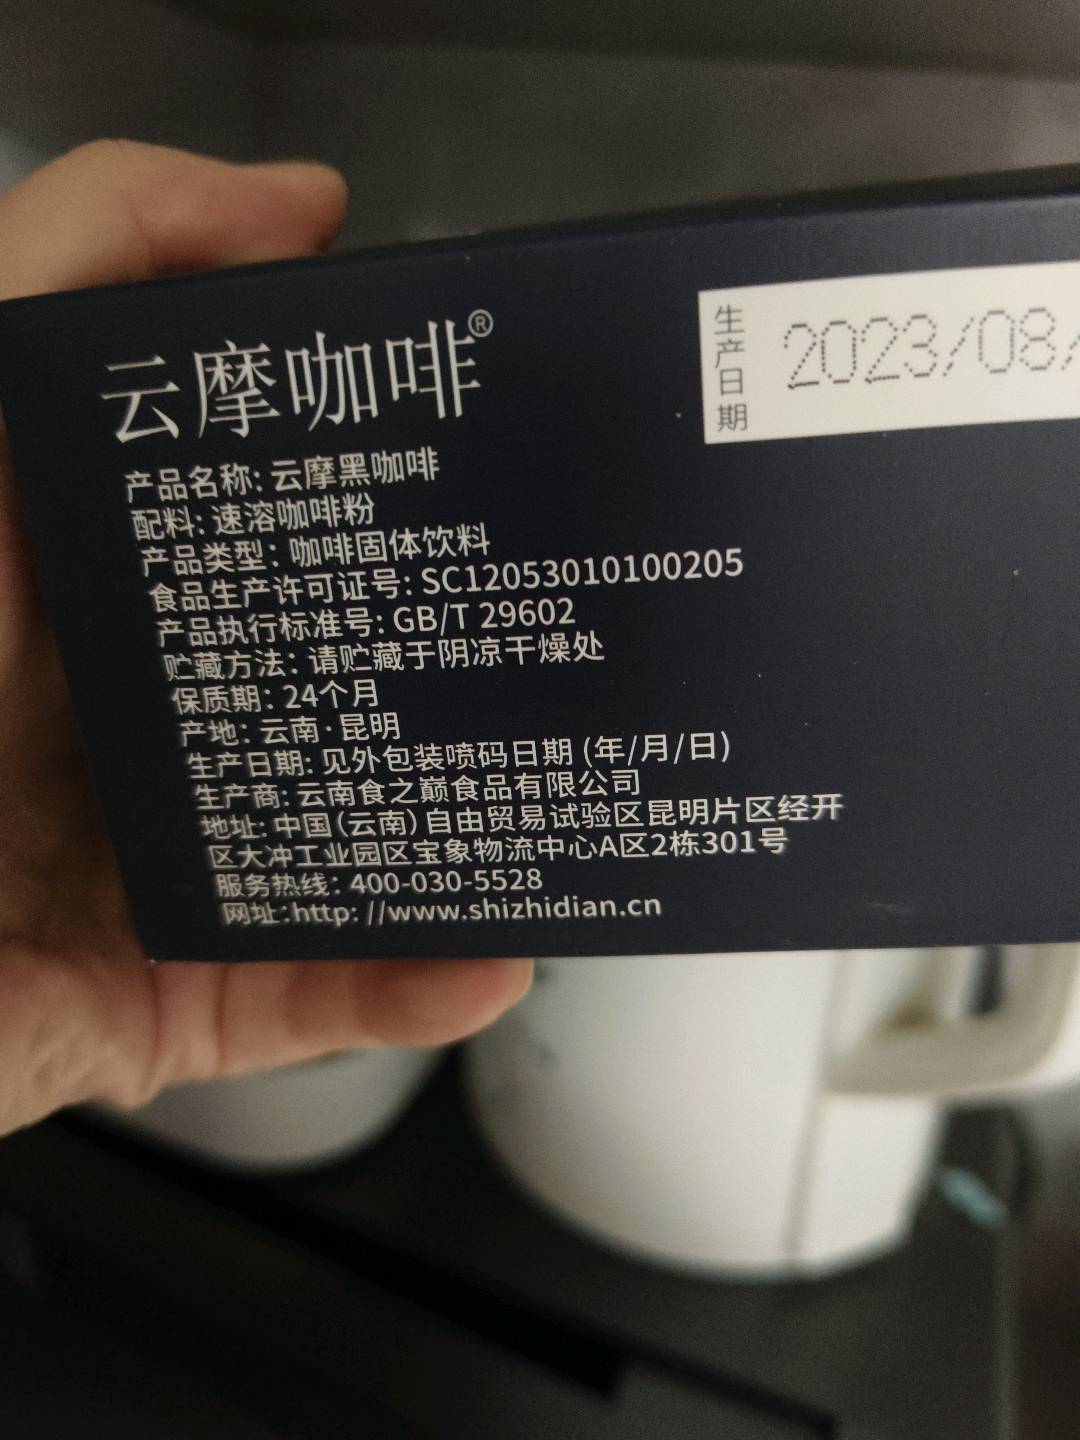 云摩咖啡®
生产日期 2023/08/
产品名称: 云摩黑咖啡
配料: 速溶咖啡粉
产品类型: 咖啡固体饮料
食品生产许可证号: SC12053010100205
产品执行标准号: GB/T 29602
贮藏方法: 请贮藏于阴凉干燥处
保质期: 24个月
产地: 云南·昆明
生产日期: 见外包装喷码日期 (年/月/日)
生产商: 云南食之巅食品有限公司
地址: 中国(云南)自由贸易试验区昆明片区经开
区大冲工业园区宝象物流中心A区2栋301号
服务热线: 400-030-5528
网址:http: //www.shizhidian.cn